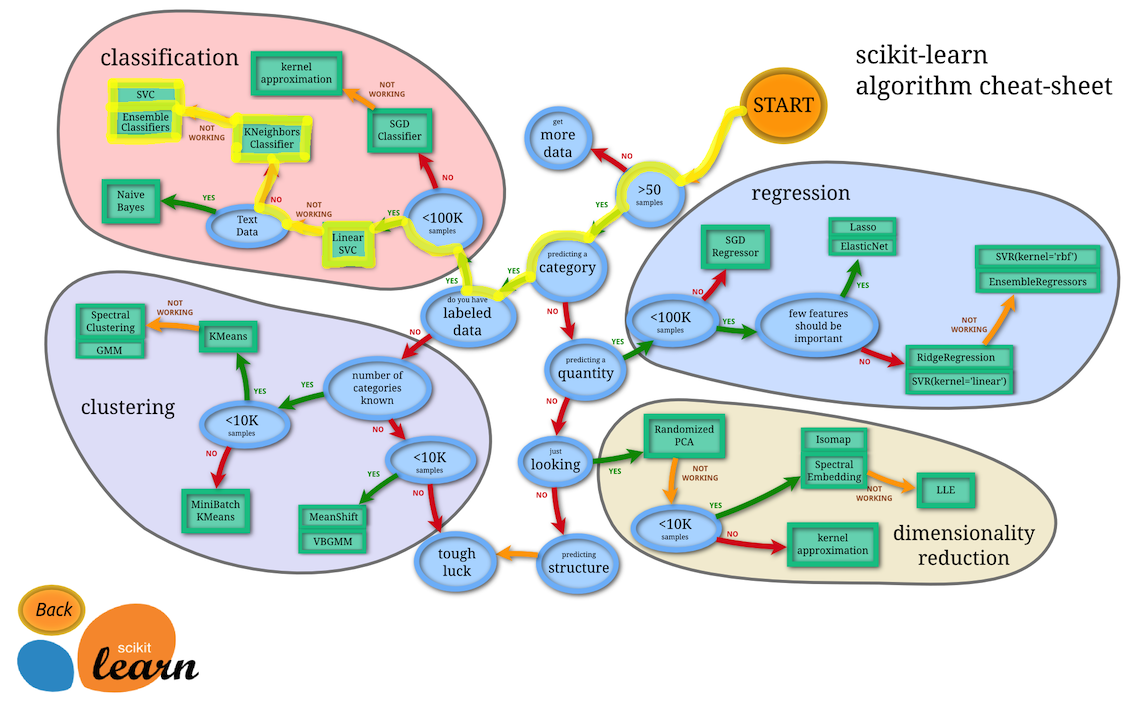 scikit-learn
algorithm cheat-sheet
classification
kernel
approximation
NOT
WORKING
SVC
Ensemble
Classifiers
NOT
WORKING
KNeighbors
Classifier
SGD
Classifier
NO
Naive
Bayes
YES
Text
Data
NO
NOT
WORKING
Linear
SVC
YES
<100K
samples
YES
START
get
more
data
NO
>50
samples
YES
predicting a
category
YES
NO
do you have
labeled
data
NO
regression
SGD
Regressor
NO
<100K
samples
YES
Lasso
ElasticNet
YES
few features
should be
important
NO
SVR(kernel='rbf')
EnsembleRegressors
NOT
WORKING
RidgeRegression
SVR(kernel='linear')
predicting a
quantity
YES
NO
clustering
Spectral
Clustering
GMM
NOT
WORKING
KMeans
YES
<10K
samples
NO
MiniBatch
KMeans
YES
number of
categories
known
NO
<10K
samples
YES
NO
MeanShift
VBGMM
just
looking
YES
NO
tough
luck
predicting
structure
Randomized
PCA
NOT
WORKING
<10K
samples
YES
NO
Isomap
Spectral
Embedding
NOT
WORKING
LLE
kernel
approximation
dimensionality
reduction
Back
scikit
learn